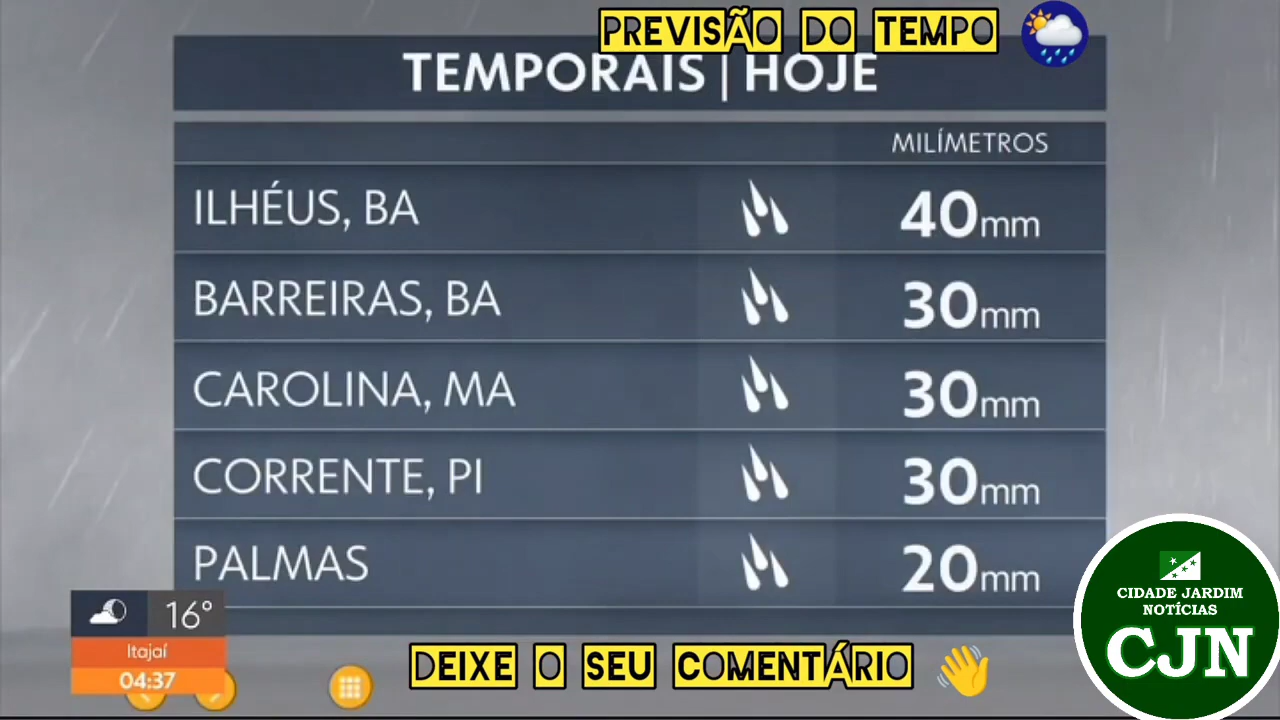 PREVISÃO DO TEMPO
TEMPORAIS | HOJE
MILÍMETROS
ILHÉUS, BA 40mm
BARREIRAS, BA 30mm
CAROLINA, MA 30mm
CORRENTE, PI 30mm
PALMAS 20mm
16°
Itajaí
04:37
DEIXE O SEU COMENTÁRIO
CIDADE JARDIM
NOTÍCIAS
CJN